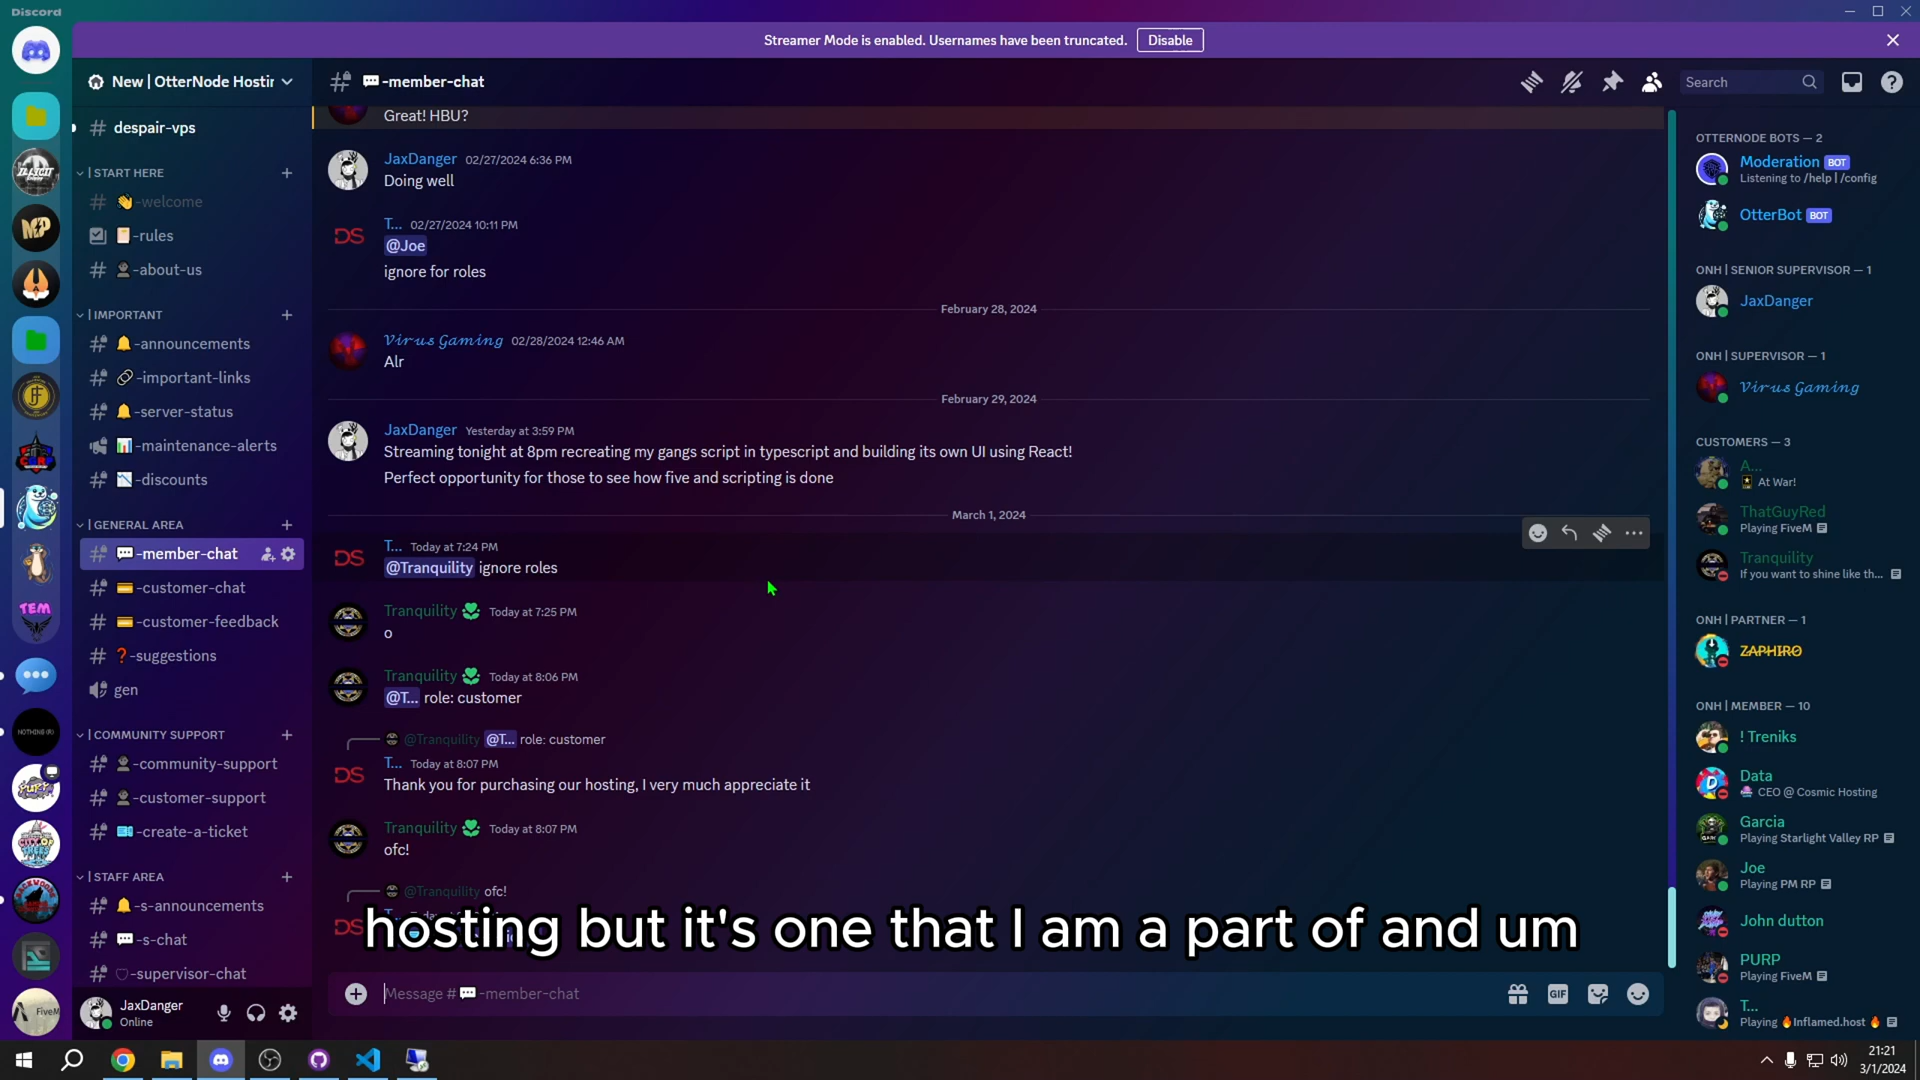 Discord
Streamer Mode is enabled. Usernames have been truncated.
Disable
New | OtterNode Hostir
despair-vps
| START HERE
-welcome
-rules
-about-us
| IMPORTANT
-announcements
-important-links
-server-status
-maintenance-alerts
-discounts
| GENERAL AREA
-member-chat
-customer-chat
-customer-feedback
-suggestions
gen
| COMMUNITY SUPPORT
-community-support
-customer-support
-create-a-ticket
| STAFF AREA
-s-announcements
-s-chat
-supervisor-chat
JaxDanger
Online
-member-chat
Search
Great! HBU?
JaxDanger 02/27/2024 6:36 PM
Doing well
T... 02/27/2024 10:11 PM
@Joe
ignore for roles
February 28, 2024
Virus Gaming 02/28/2024 12:46 AM
Alr
February 29, 2024
JaxDanger Yesterday at 3:59 PM
Streaming tonight at 8pm recreating my gangs script in typescript and building its own UI using React!
Perfect opportunity for those to see how five and scripting is done
March 1, 2024
T... Today at 7:24 PM
@Tranquility ignore roles
Tranquility Today at 7:25 PM
o
Tranquility Today at 8:06 PM
@T... role: customer
@Tranquility @T... role: customer
T... Today at 8:07 PM
Thank you for purchasing our hosting, I very much appreciate it
Tranquility Today at 8:07 PM
ofc!
@Tranquility ofc!
hosting but it's one that I am a part of and um
Message # -member-chat
GIF
OTTERNODE BOTS — 2
Moderation BOT
Listening to /help | /config
OtterBot BOT
ONH | SENIOR SUPERVISOR — 1
JaxDanger
ONH | SUPERVISOR — 1
Virus Gaming
CUSTOMERS — 3
A...
At War!
ThatGuyRed
Playing FiveM
Tranquility
If you want to shine like th...
ONH | PARTNER — 1
ZAPHIRO
ONH | MEMBER — 10
! Treniks
Data
CEO @ Cosmic Hosting
Garcia
Playing Starlight Valley RP
Joe
Playing PM RP
John dutton
PURP
Playing FiveM
T...
Playing 🔥Inflamed.host 🔥
MP
TEM
NOTHING (R)
FiveM
DS
DS
DS
DS
21:21
3/1/2024